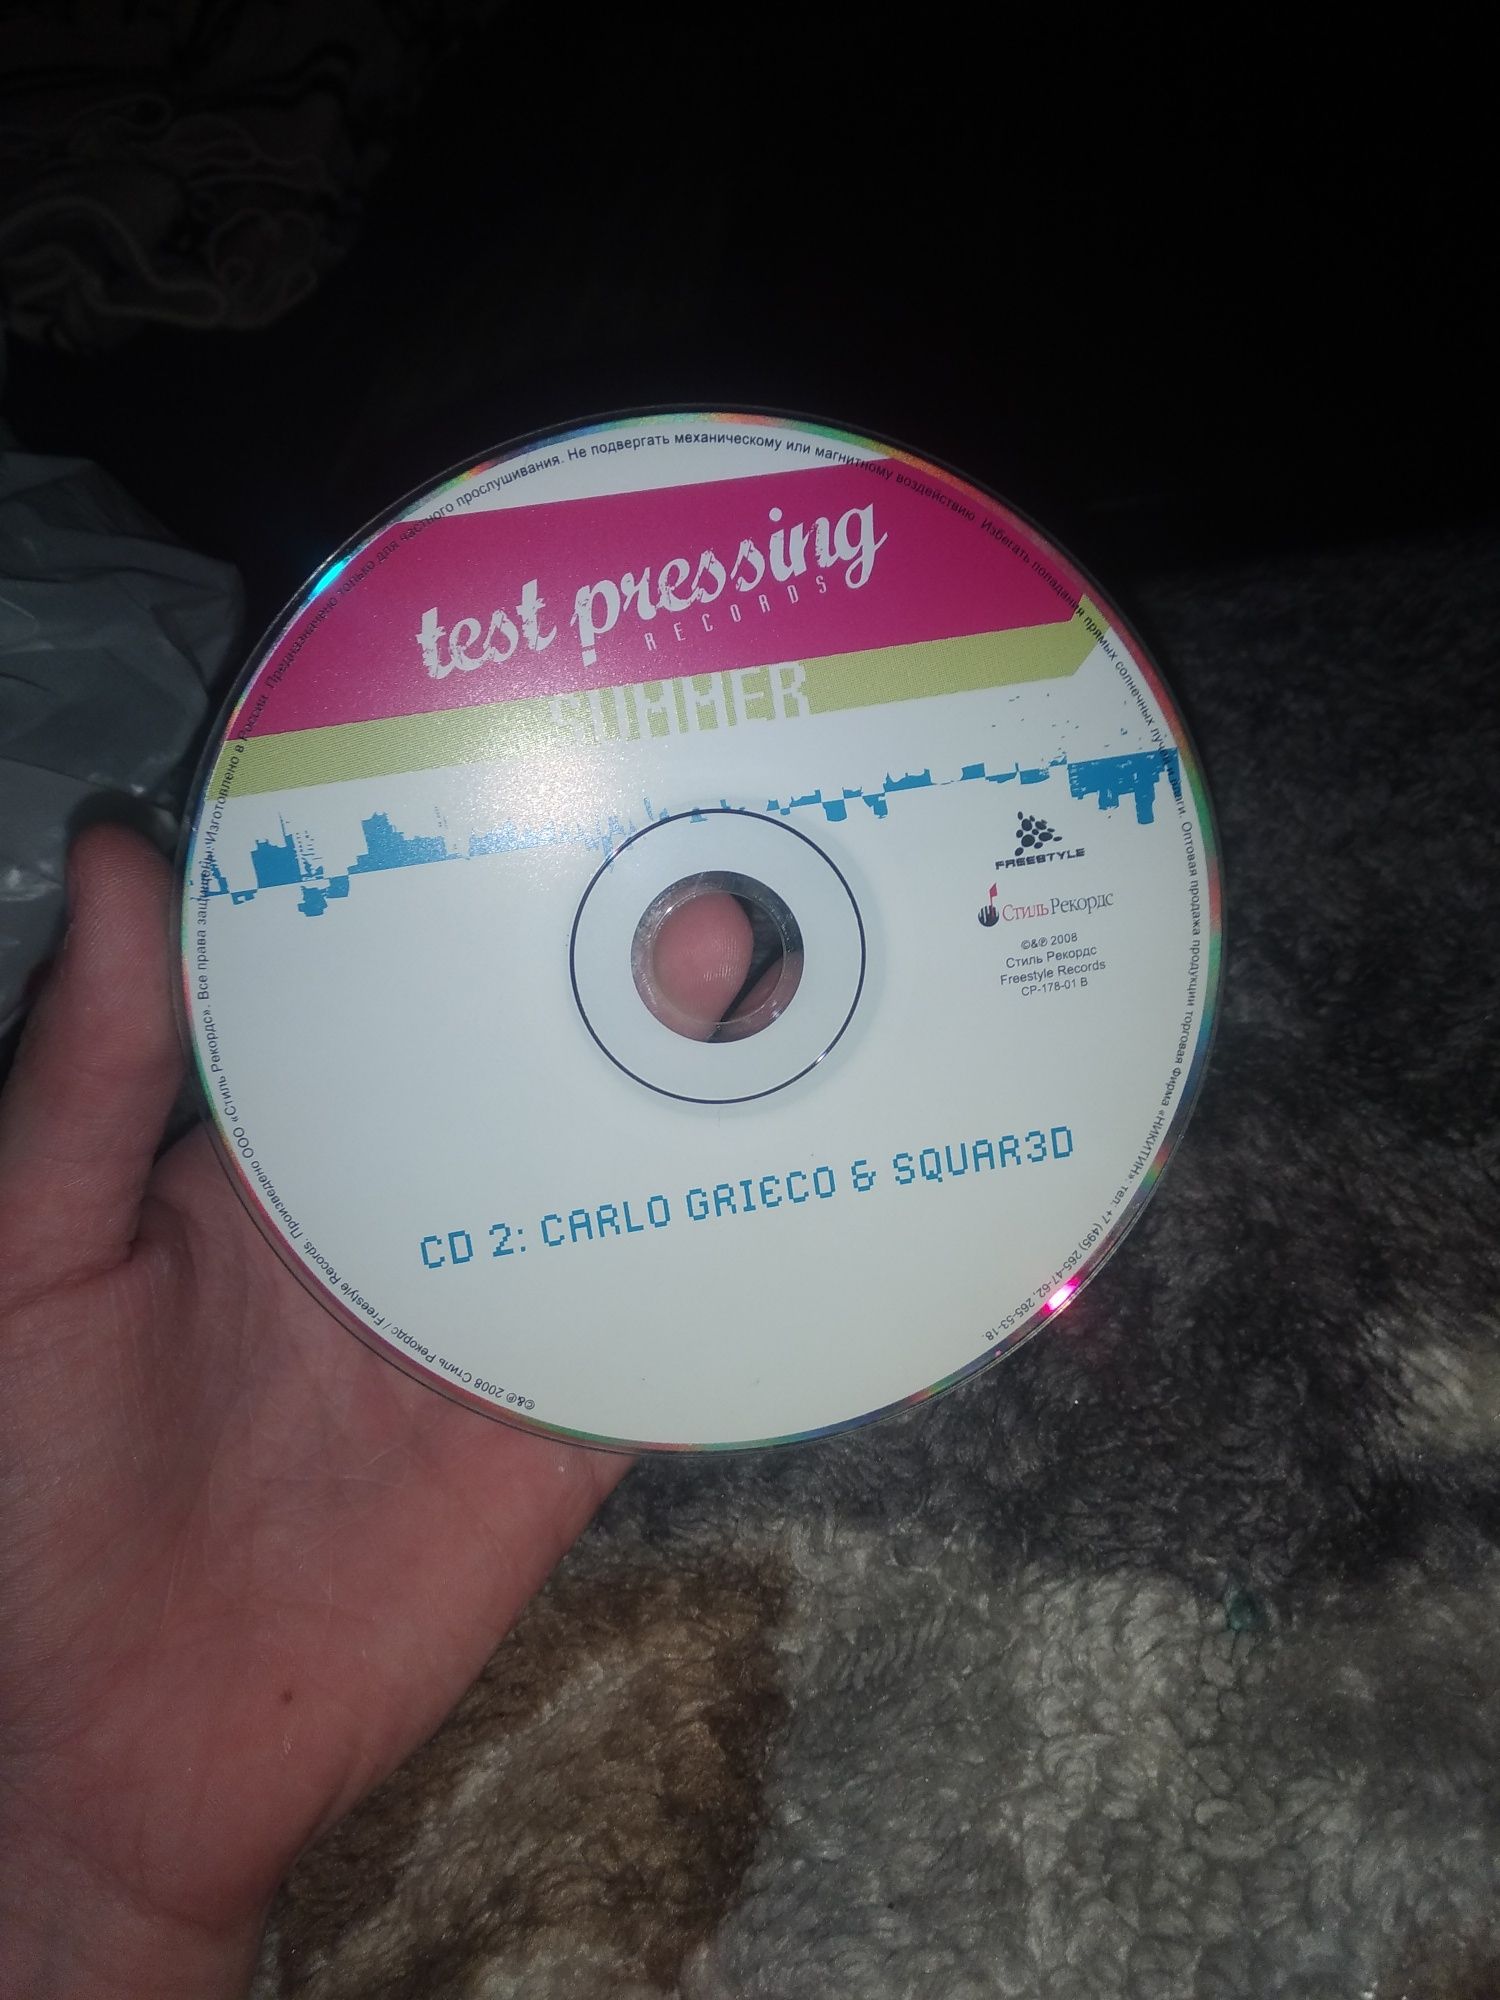 test pressing
RECORDS
SUMMER
FREESTYLE
Стиль Рекордс
©&℗ 2008
Стиль Рекордс
Freestyle Records
СР-178-01 B
CD 2: CARLO GRIECO & SQUAR3D
©&℗ 2008 Стиль Рекордс / Freestyle Records. Произведено ООО «Стиль Рекордс». Все права защищены. Изготовлено в России. Предназначено только для частного прослушивания. Не подвергать механическому или магнитному воздействию. Избегать попадания прямых солнечных лучей и влаги. Оптовая продажа продукции торговая Фирма «НИКИТИН»: тел. +7 (495) 265-47-62, 265-53-18.